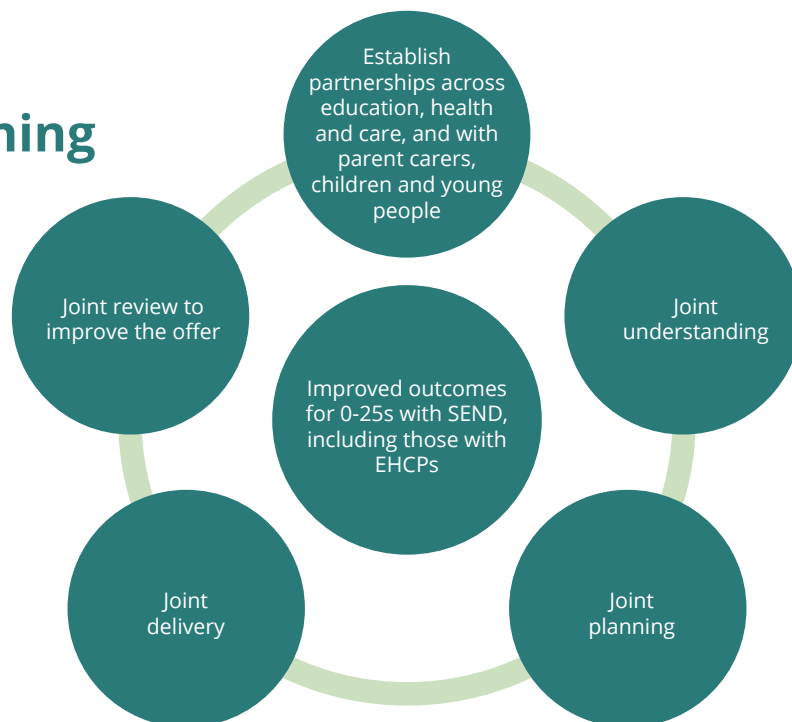 ning
Establish
partnerships across
education, health
and care, and with
parent carers,
children and young
people
Joint review to
improve the offer
Joint
understanding
Improved outcomes
for 0-25s with SEND,
including those with
EHCPs
Joint
delivery
Joint
planning